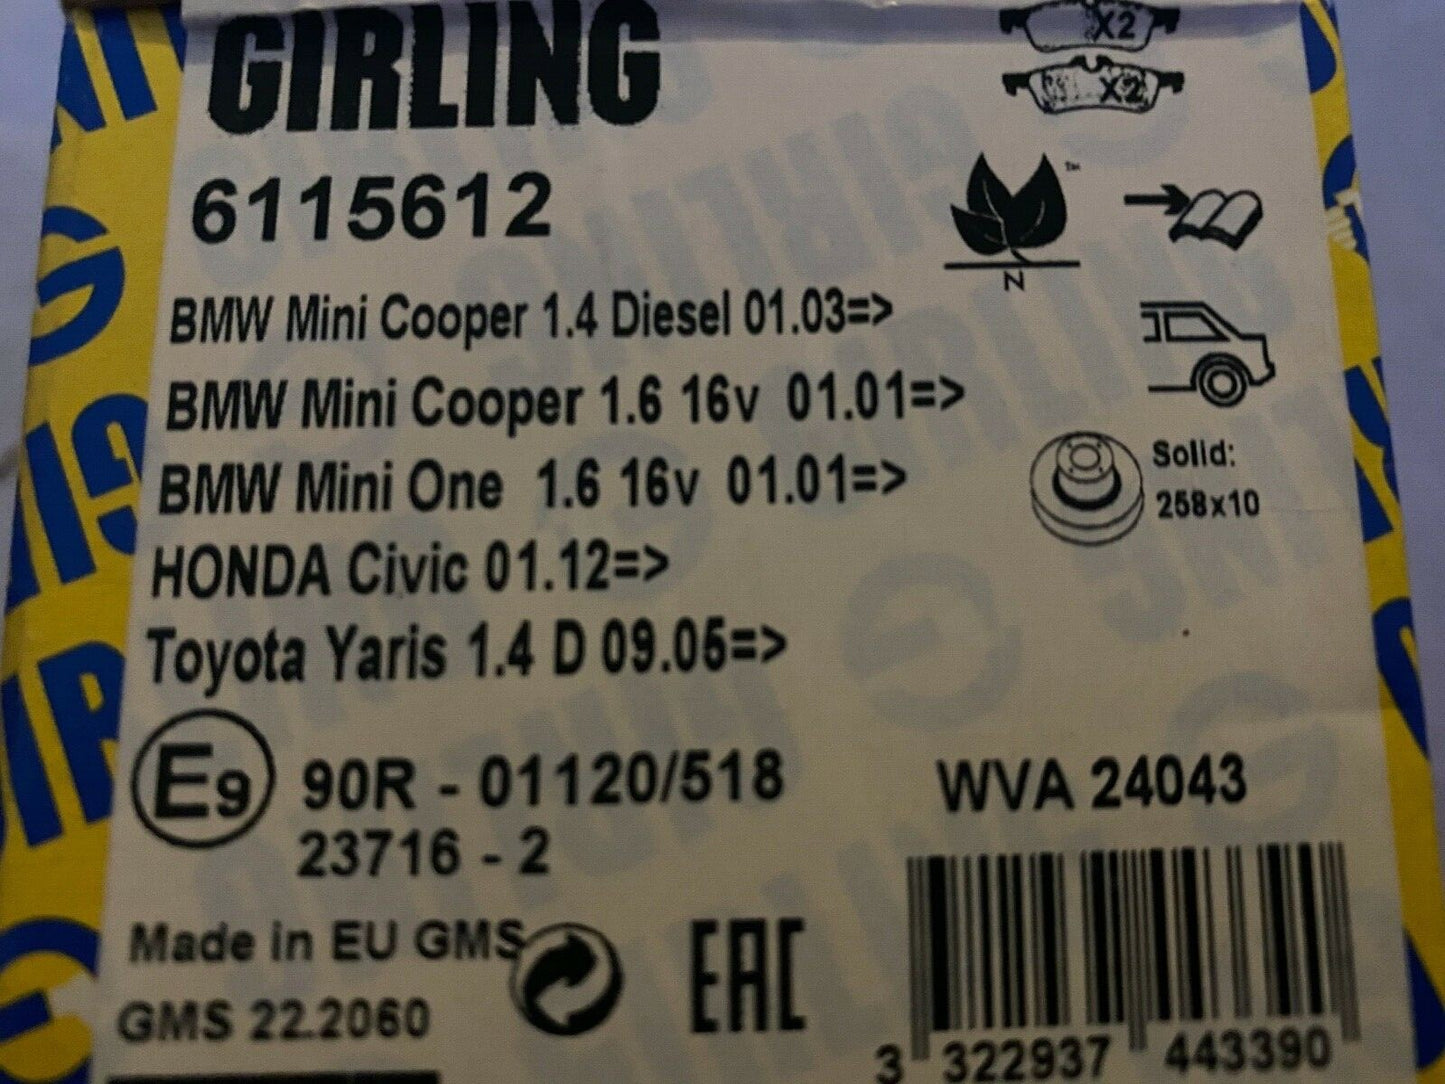 GIRLING
X2
X2
6115612
™
N
BMW Mini Cooper 1.4 Diesel 01.03=>
BMW Mini Cooper 1.6 16v 01.01=>
BMW Mini One 1.6 16v 01.01=>
HONDA Civic 01.12=>
Toyota Yaris 1.4 D 09.05=>
Solid:
258x10
E9
90R - 01120/518
23716 - 2
WVA 24043
Made in EU GMS
GMS 22.2060
EAC
3 322937 443390